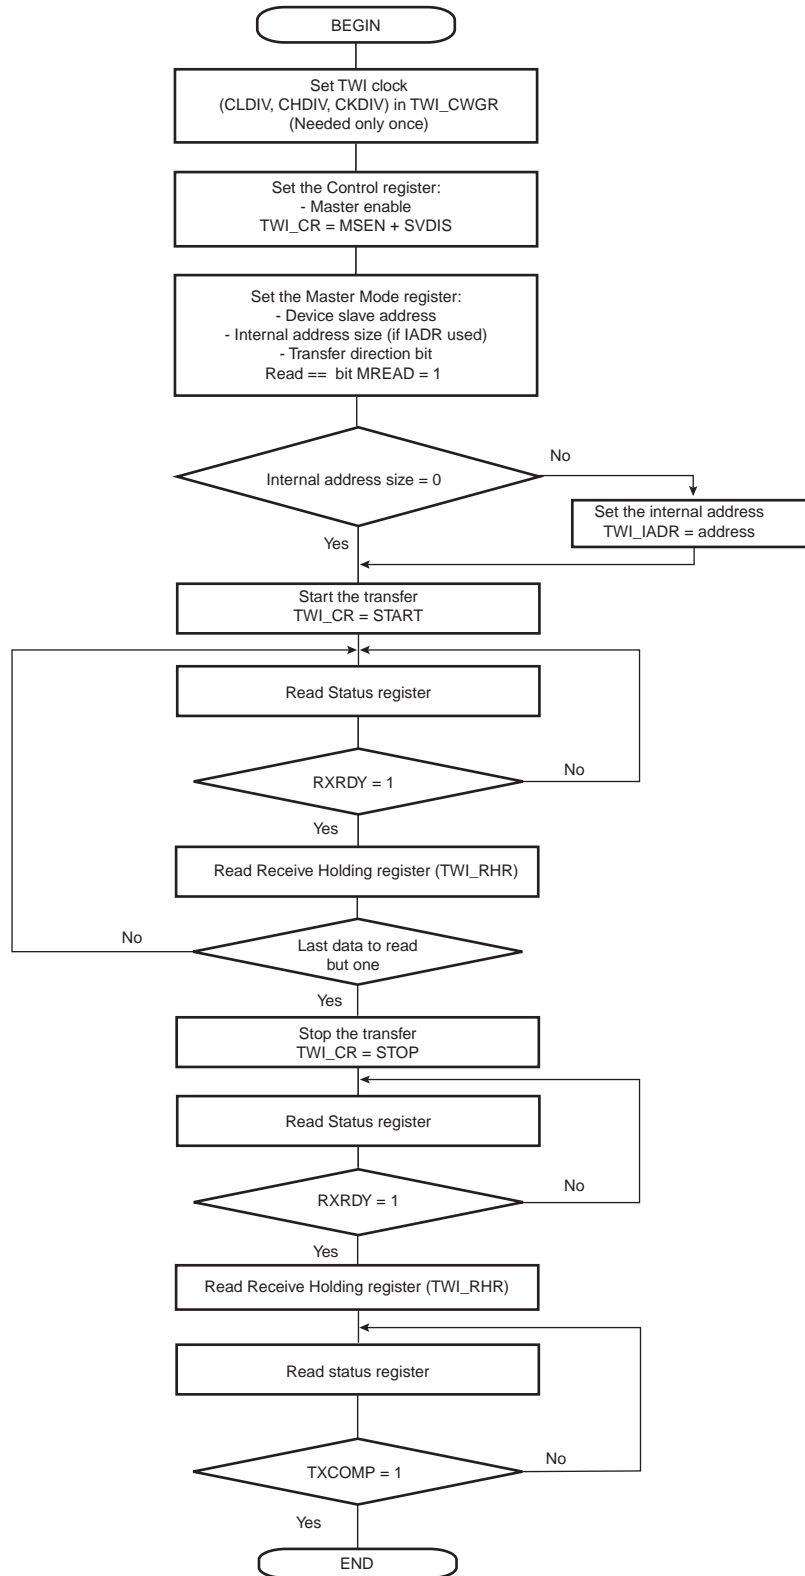 BEGIN
Set TWI clock
(CLDIV, CHDIV, CKDIV) in TWI_CWGR
(Needed only once)
Set the Control register:
- Master enable
TWI_CR = MSEN + SVDIS
Set the Master Mode register:
- Device slave address
- Internal address size (if IADR used)
- Transfer direction bit
Read == bit MREAD = 1
Internal address size = 0
No
Set the internal address
TWI_IADR = address
Yes
Start the transfer
TWI_CR = START
Read Status register
RXRDY = 1
No
Yes
Read Receive Holding register (TWI_RHR)
No
Last data to read
but one
Yes
Stop the transfer
TWI_CR = STOP
Read Status register
RXRDY = 1
No
Yes
Read Receive Holding register (TWI_RHR)
Read status register
TXCOMP = 1
No
Yes
END